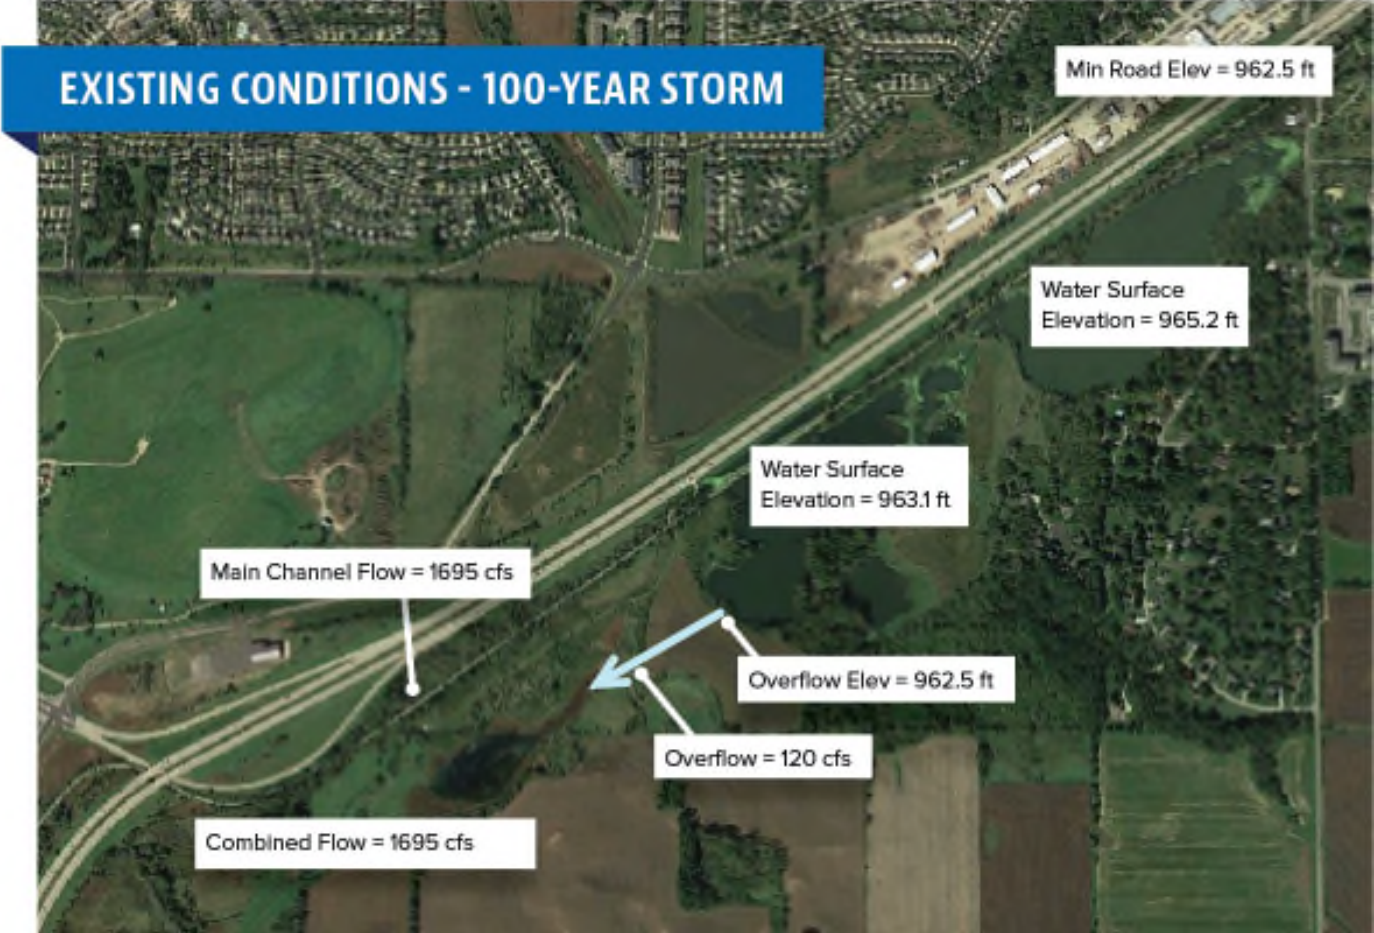 EXISTING CONDITIONS - 100-YEAR STORM
Min Road Elev = 962.5 ft
Water Surface
Elevation = 965.2 ft
Water Surface
Elevation = 963.1 ft
Main Channel Flow = 1695 cfs
Overflow Elev = 962.5 ft
Overflow = 120 cfs
Combined Flow = 1695 cfs